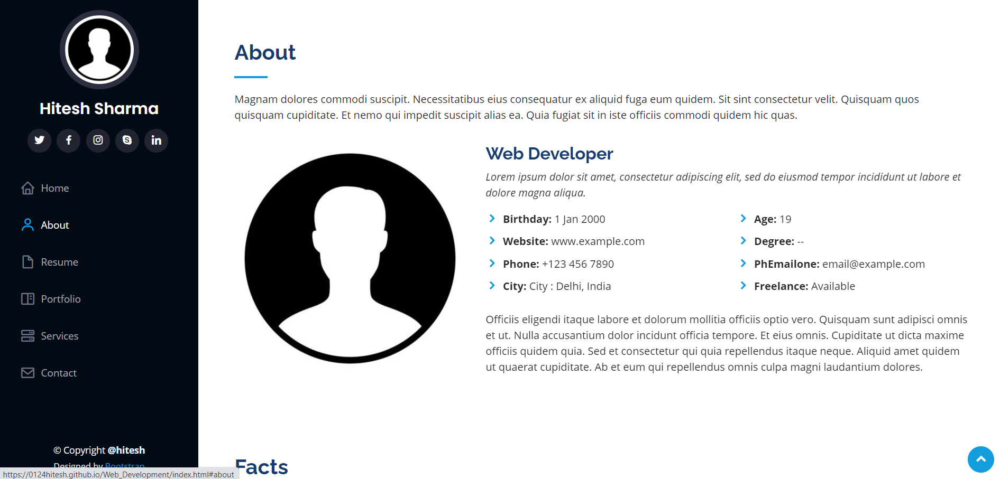 Hitesh Sharma
Home
About
Resume
Portfolio
Services
Contact
© Copyright @hitesh
Designed by Bootstrap
https://0124hitesh.github.io/Web_Development/index.html#about
About
Magnam dolores commodi suscipit. Necessitatibus eius consequatur ex aliquid fuga eum quidem. Sit sint consectetur velit. Quisquam quos
quisquam cupiditate. Et nemo qui impedit suscipit alias ea. Quia fugiat sit in iste officiis commodi quidem hic quas.
Web Developer
Lorem ipsum dolor sit amet, consectetur adipiscing elit, sed do eiusmod tempor incididunt ut labore et
dolore magna aliqua.
Birthday: 1 Jan 2000
Age: 19
Website: www.example.com
Degree: --
Phone: +123 456 7890
PhEmailone: email@example.com
City: City : Delhi, India
Freelance: Available
Officiis eligendi itaque labore et dolorum mollitia officiis optio vero. Quisquam sunt adipisci omnis
et ut. Nulla accusantium dolor incidunt officia tempore. Et eius omnis. Cupiditate ut dicta maxime
officiis quidem quia. Sed et consectetur qui quia repellendus itaque neque. Aliquid amet quidem
ut quaerat cupiditate. Ab et eum qui repellendus omnis culpa magni laudantium dolores.
Facts